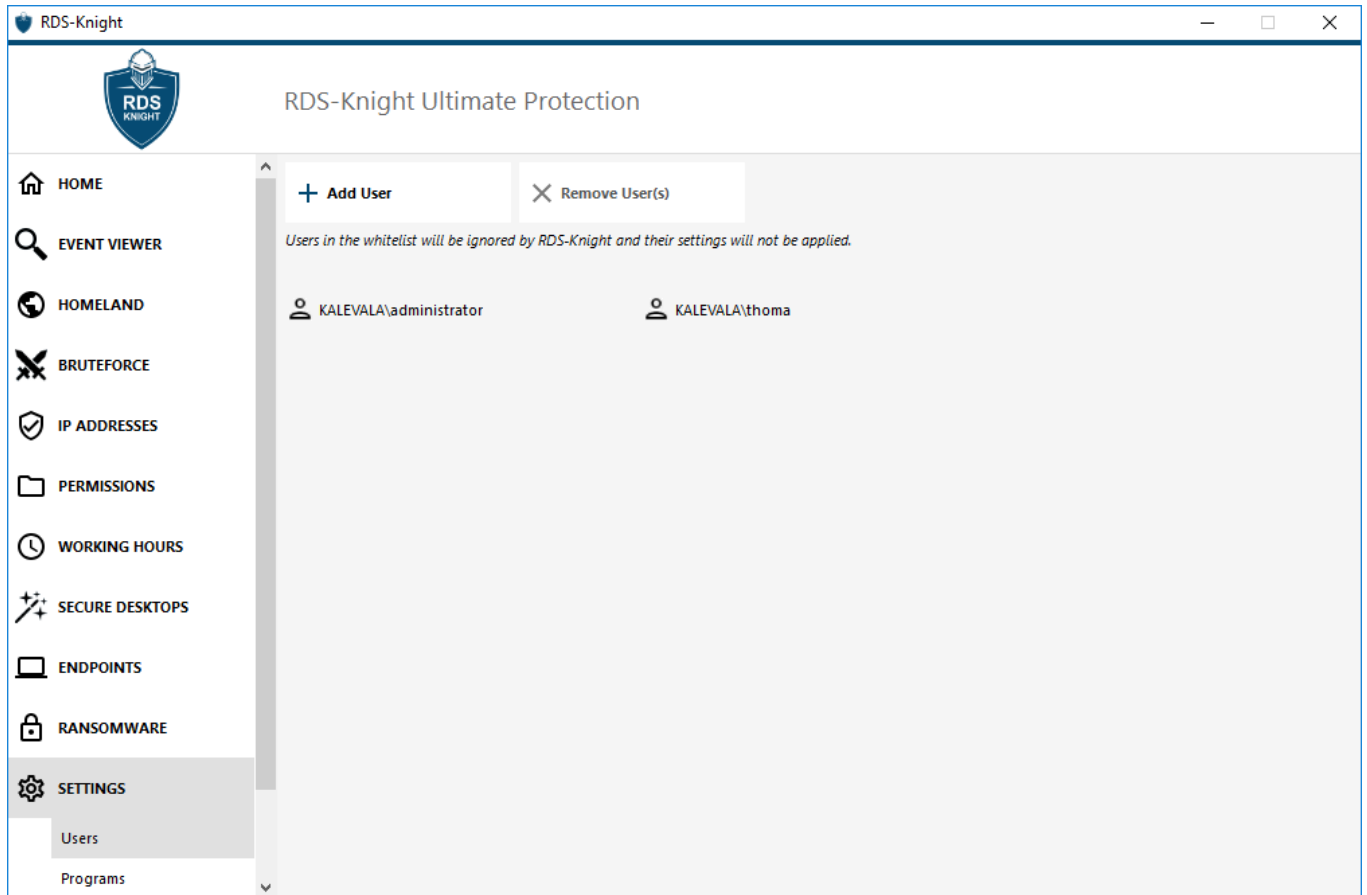 RDS-Knight
RDS
KNIGHT
RDS-Knight Ultimate Protection
HOME
EVENT VIEWER
HOMELAND
BRUTEFORCE
IP ADDRESSES
PERMISSIONS
WORKING HOURS
SECURE DESKTOPS
ENDPOINTS
RANSOMWARE
SETTINGS
Users
Programs
Add User
Remove User(s)
Users in the whitelist will be ignored by RDS-Knight and their settings will not be applied.
KALEVALA\administrator
KALEVALA\thoma